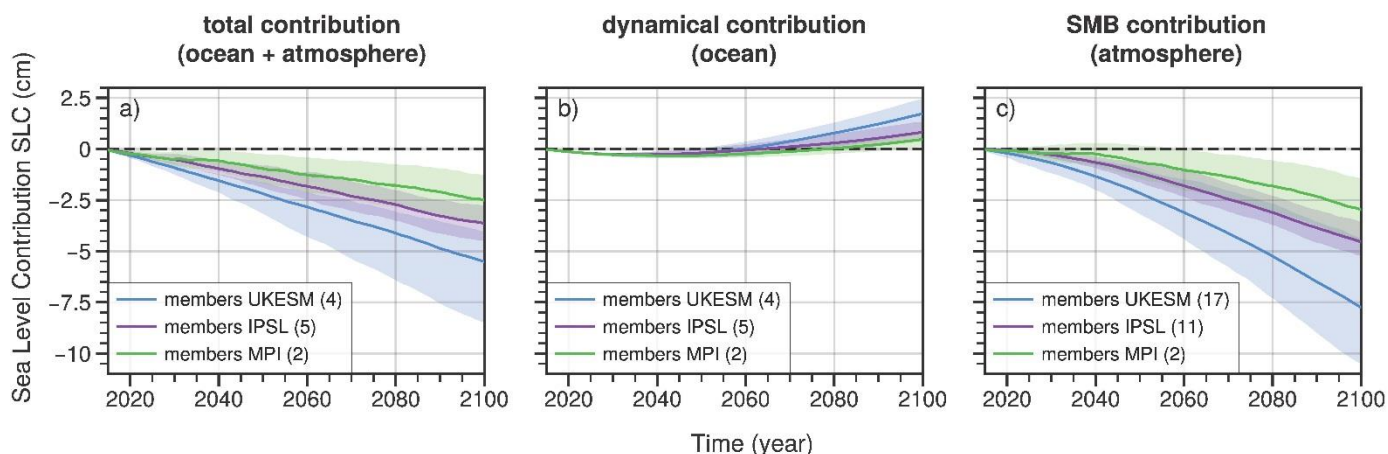 total contribution
(ocean + atmosphere)
dynamical contribution
(ocean)
SMB contribution
(atmosphere)
Sea Level Contribution SLC (cm)
2.5
0
−2.5
−5
−7.5
−10
a)
members UKESM (4)
members IPSL (5)
members MPI (2)
2020 2040 2060 2080 2100
b)
members UKESM (4)
members IPSL (5)
members MPI (2)
2020 2040 2060 2080 2100
c)
members UKESM (17)
members IPSL (11)
members MPI (2)
2020 2040 2060 2080 2100
Time (year)